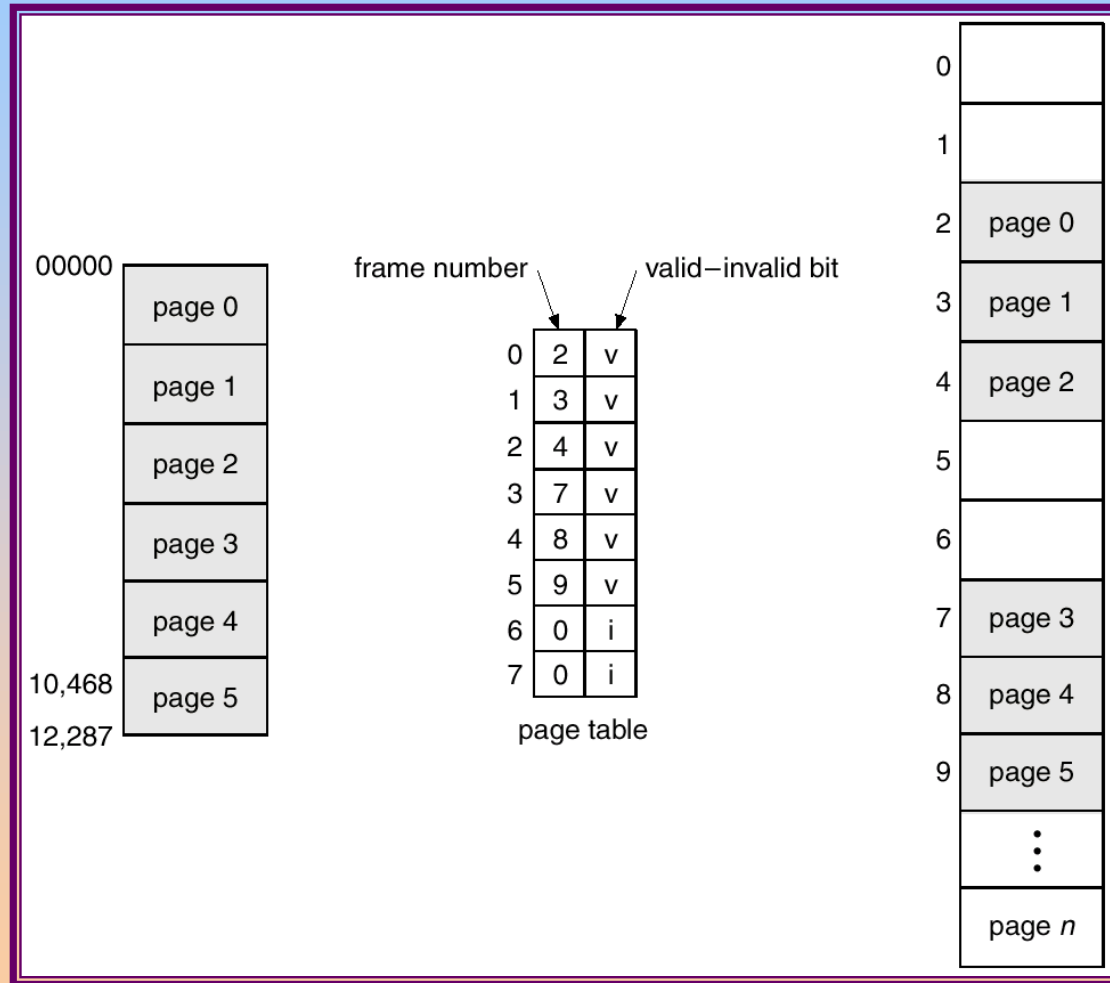 00000
page 0
page 1
page 2
page 3
page 4
10,468
page 5
12,287
frame number
valid–invalid bit
0 2 v
1 3 v
2 4 v
3 7 v
4 8 v
5 9 v
6 0 i
7 0 i
page table
0
1
2 page 0
3 page 1
4 page 2
5
6
7 page 3
8 page 4
9 page 5
⋮
page n